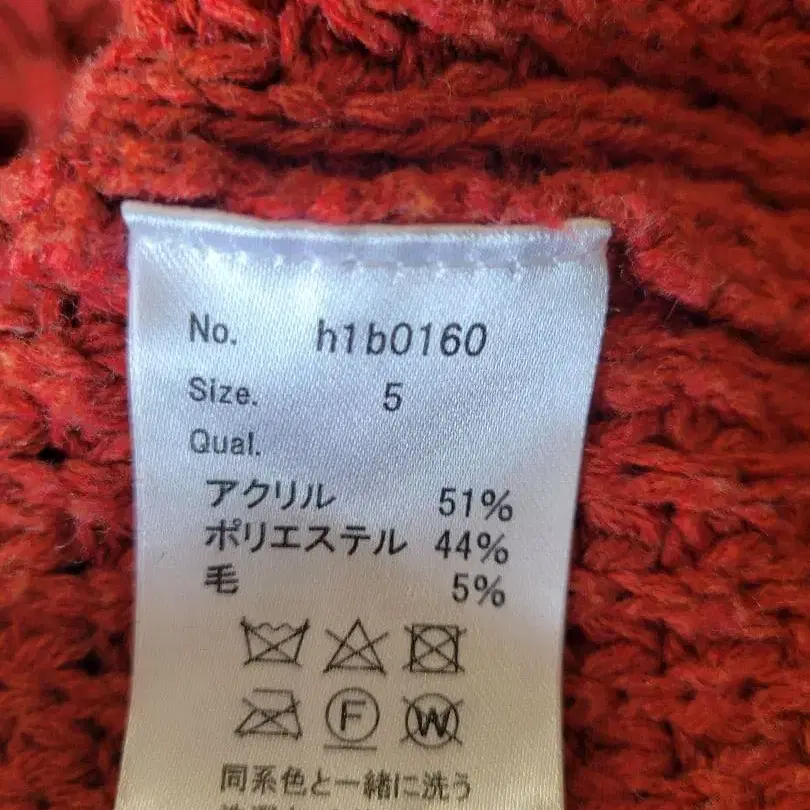 No. h1b0160
Size. 5
Qual.
アクリル 51%
ポリエステル 44%
毛 5%
F W
同系色と一緒に洗う